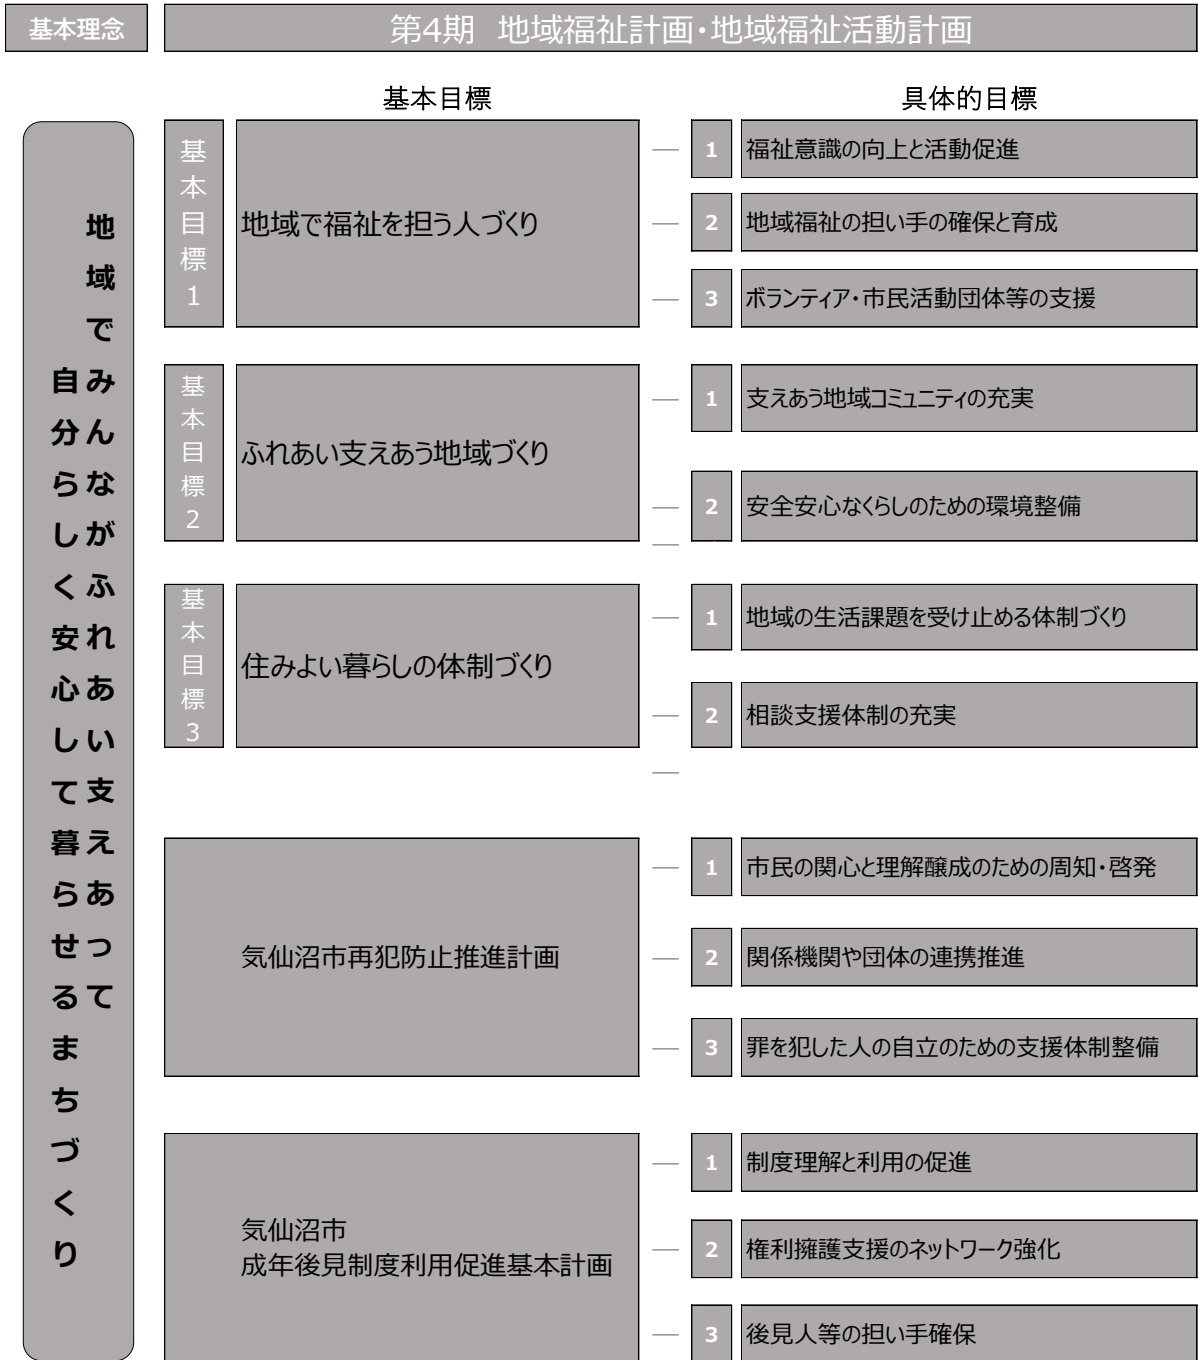 基本理念
第4期 地域福祉計画・地域福祉活動計画
基本目標
具体的目標
地域でみんながふれあい支えあって
自分らしく安心して暮らせるまちづくり
基本目標1
地域で福祉を担う人づくり
1 福祉意識の向上と活動促進
2 地域福祉の担い手の確保と育成
3 ボランティア・市民活動団体等の支援
基本目標2
ふれあい支えあう地域づくり
1 支えあう地域コミュニティの充実
2 安全安心なくらしのための環境整備
基本目標3
住みよい暮らしの体制づくり
1 地域の生活課題を受け止める体制づくり
2 相談支援体制の充実
気仙沼市再犯防止推進計画
1 市民の関心と理解醸成のための周知・啓発
2 関係機関や団体の連携推進
3 罪を犯した人の自立のための支援体制整備
気仙沼市
成年後見制度利用促進基本計画
1 制度理解と利用の促進
2 権利擁護支援のネットワーク強化
3 後見人等の担い手確保